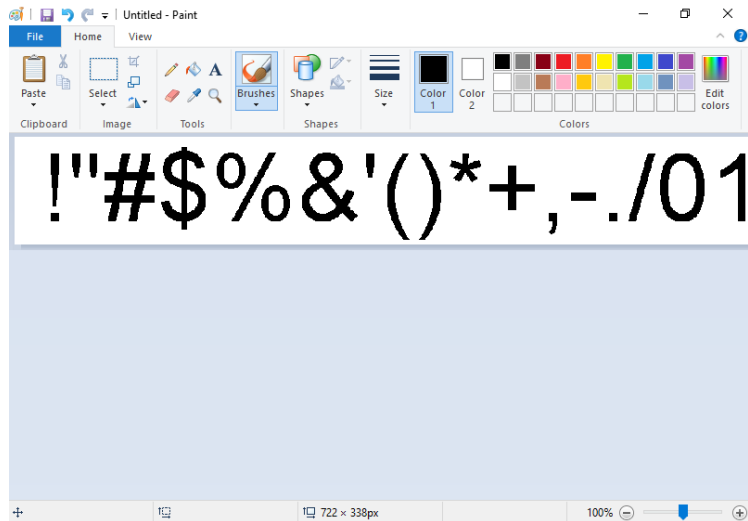 Untitled - Paint
File Home View
Paste Select Brushes Shapes Size Color 1 Color 2 Edit colors
Clipboard Image Tools Shapes Colors
!"#$%&'()*+,-./01
722 × 338px 100%